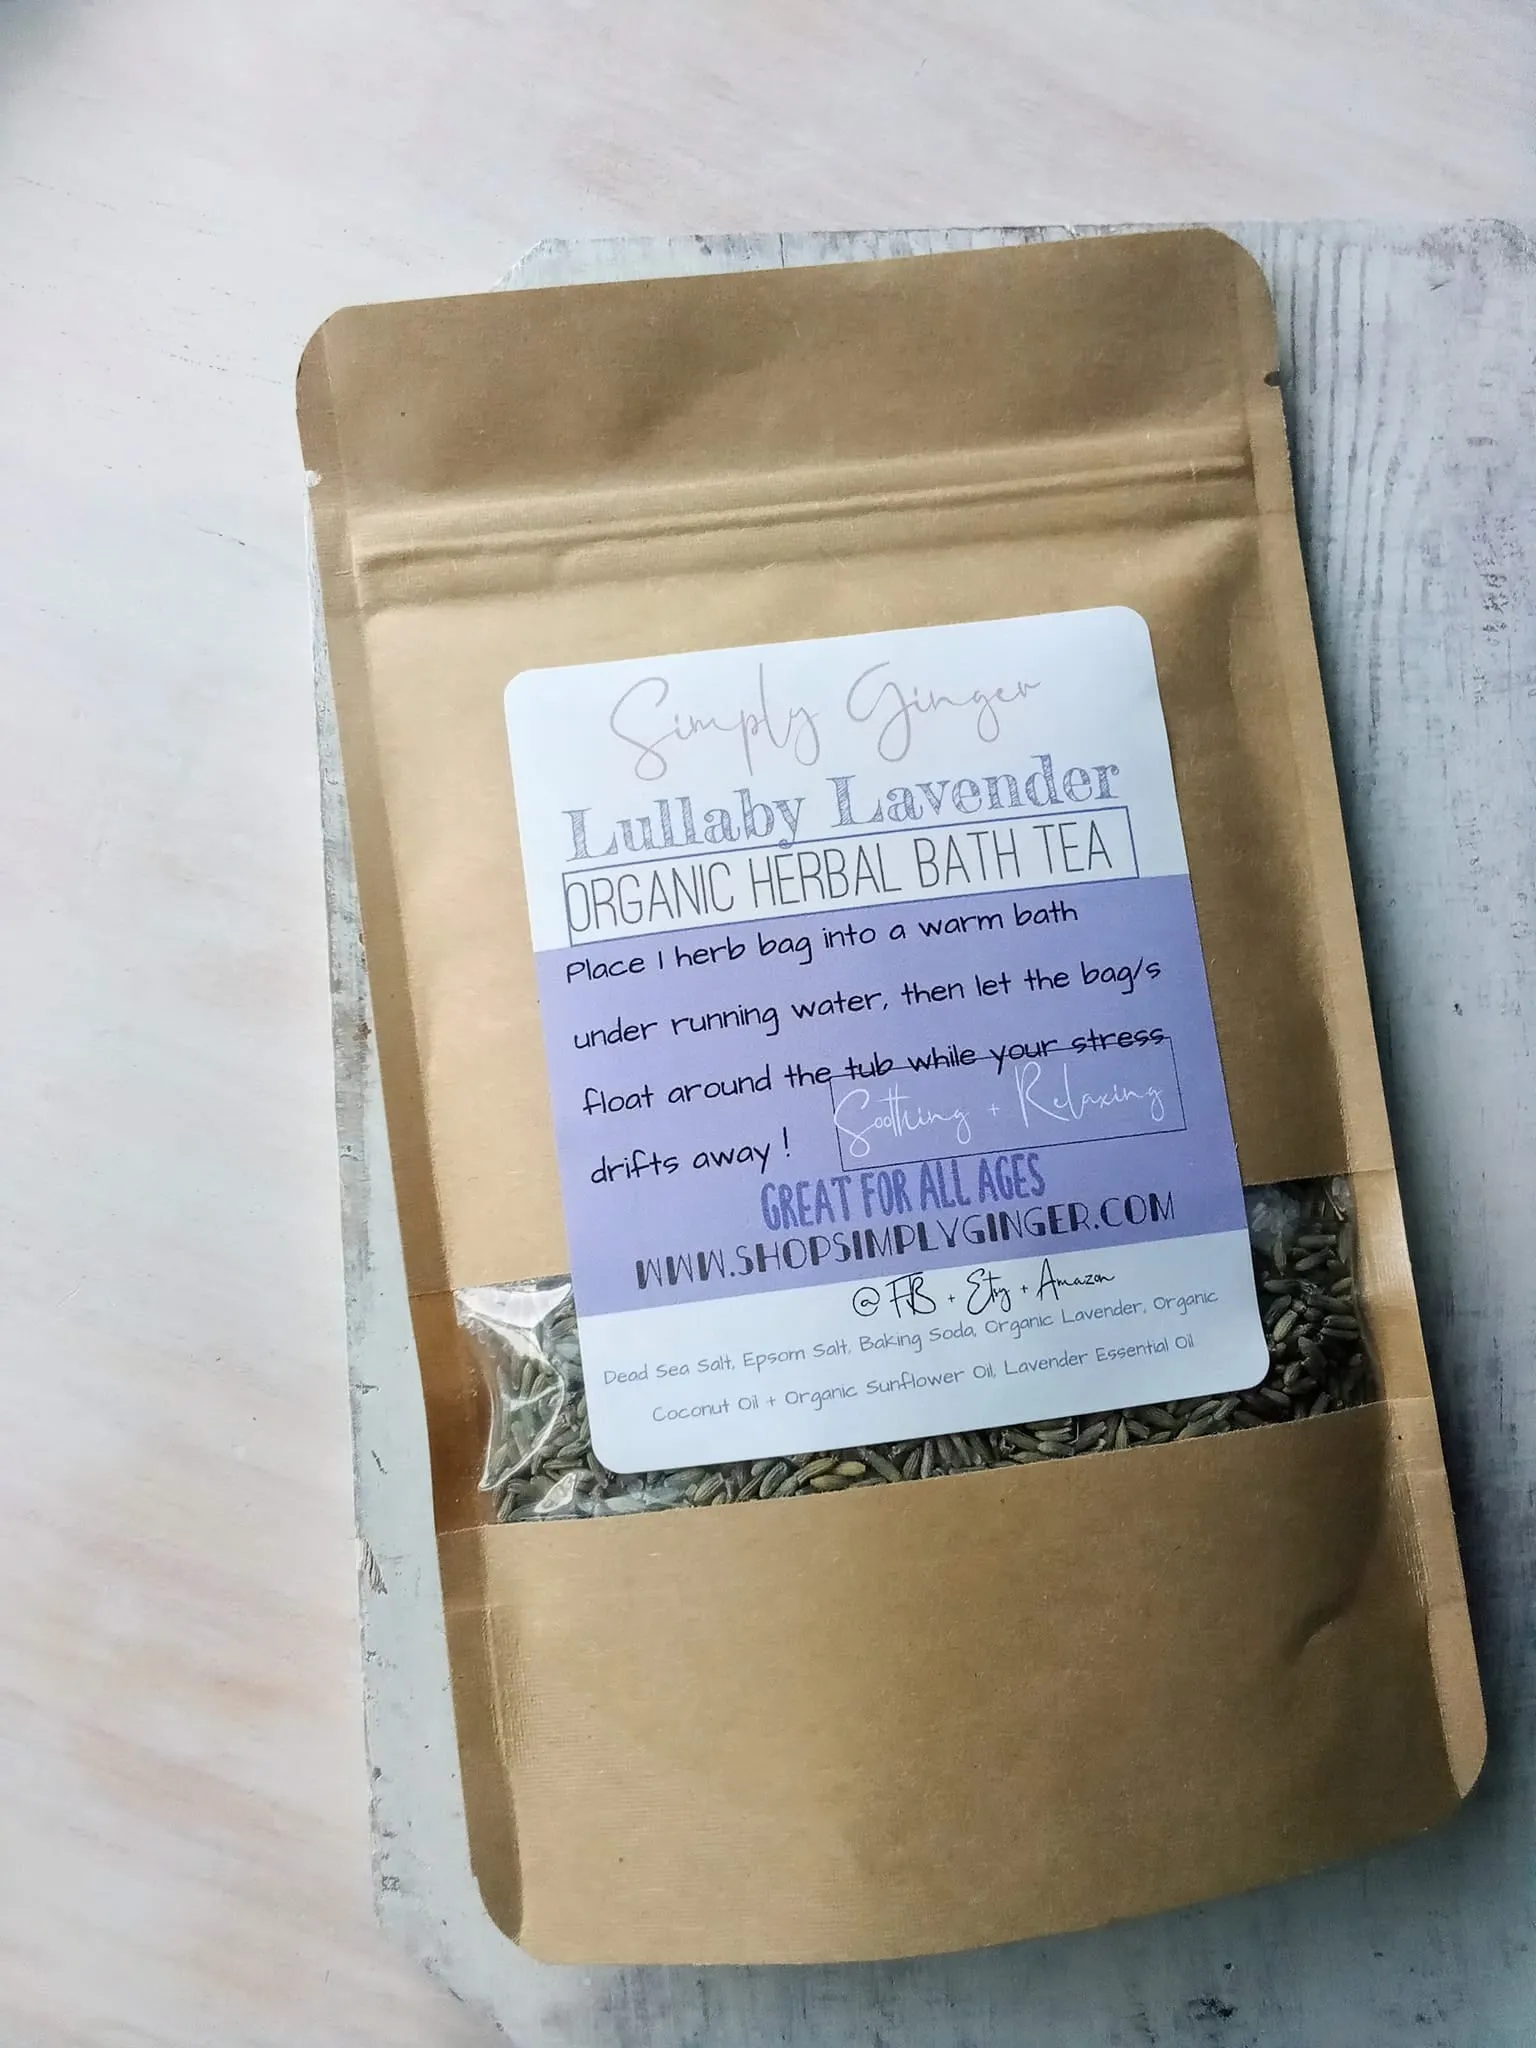 Simply Ginger
Lullaby Lavender
ORGANIC HERBAL BATH TEA
Place 1 herb bag into a warm bath
under running water, then let the bag/s
float around the tub while your stress
drifts away!
Soothing + Relaxing
GREAT FOR ALL AGES
WWW.SHOPSIMPLYGINGER.COM
@ FB + Etsy + Amazon
Dead Sea Salt, Epsom Salt, Baking Soda, Organic Lavender, Organic
Coconut Oil + Organic Sunflower Oil, Lavender Essential Oil